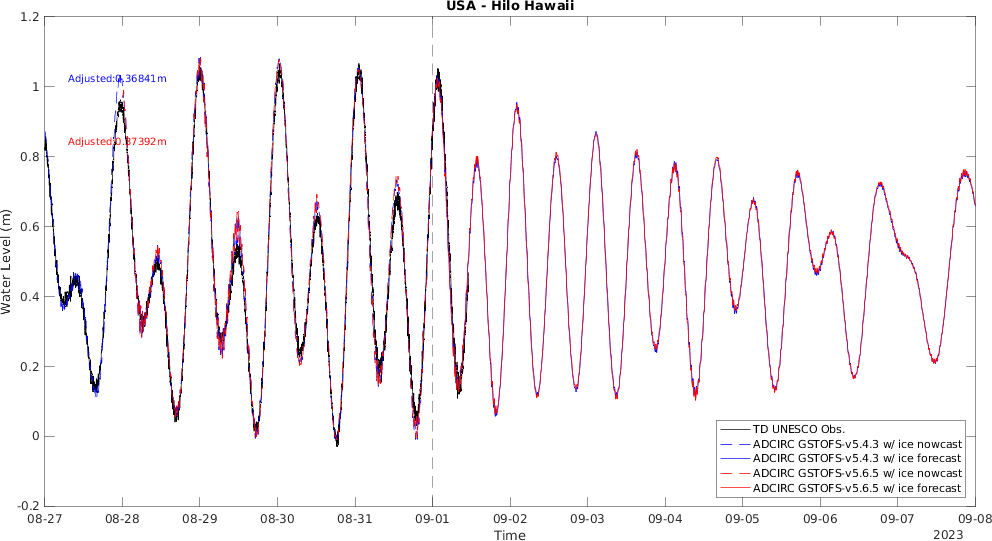 USA - Hilo Hawaii
Water Level (m)
1.2
1
0.8
0.6
0.4
0.2
0
-0.2
Adjusted:0.36841m
Adjusted:0.37392m
TD UNESCO Obs.
ADCIRC GSTOFS-v5.4.3 w/ ice nowcast
ADCIRC GSTOFS-v5.4.3 w/ ice forecast
ADCIRC GSTOFS-v5.6.5 w/ ice nowcast
ADCIRC GSTOFS-v5.6.5 w/ ice forecast
08-27 08-28 08-29 08-30 08-31 09-01 09-02 09-03 09-04 09-05 09-06 09-07 09-08
Time
2023